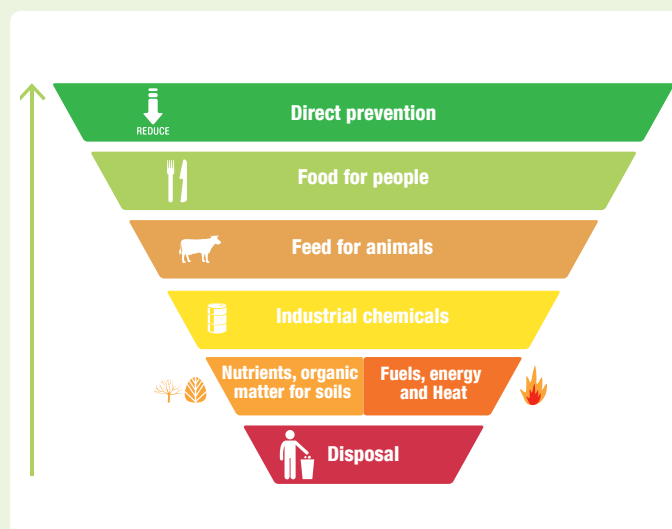 Direct prevention
REDUCE
Food for people
Feed for animals
Industrial chemicals
Nutrients, organic
matter for soils
Fuels, energy
and Heat
Disposal